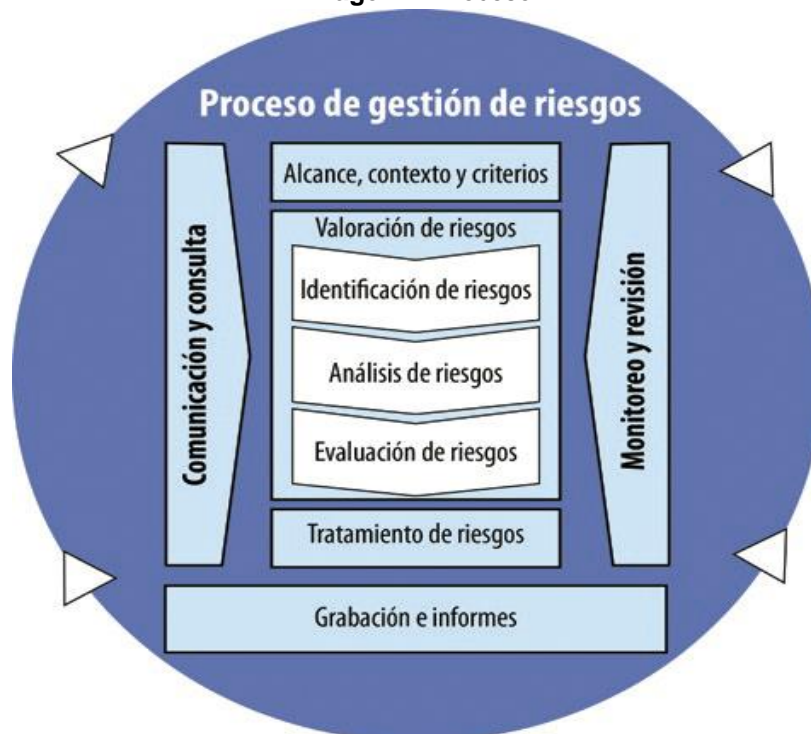 Proceso de gestión de riesgos
Alcance, contexto y criterios
Comunicación y consulta
Valoración de riesgos
Identificación de riesgos
Análisis de riesgos
Evaluación de riesgos
Monitoreo y revisión
Tratamiento de riesgos
Grabación e informes